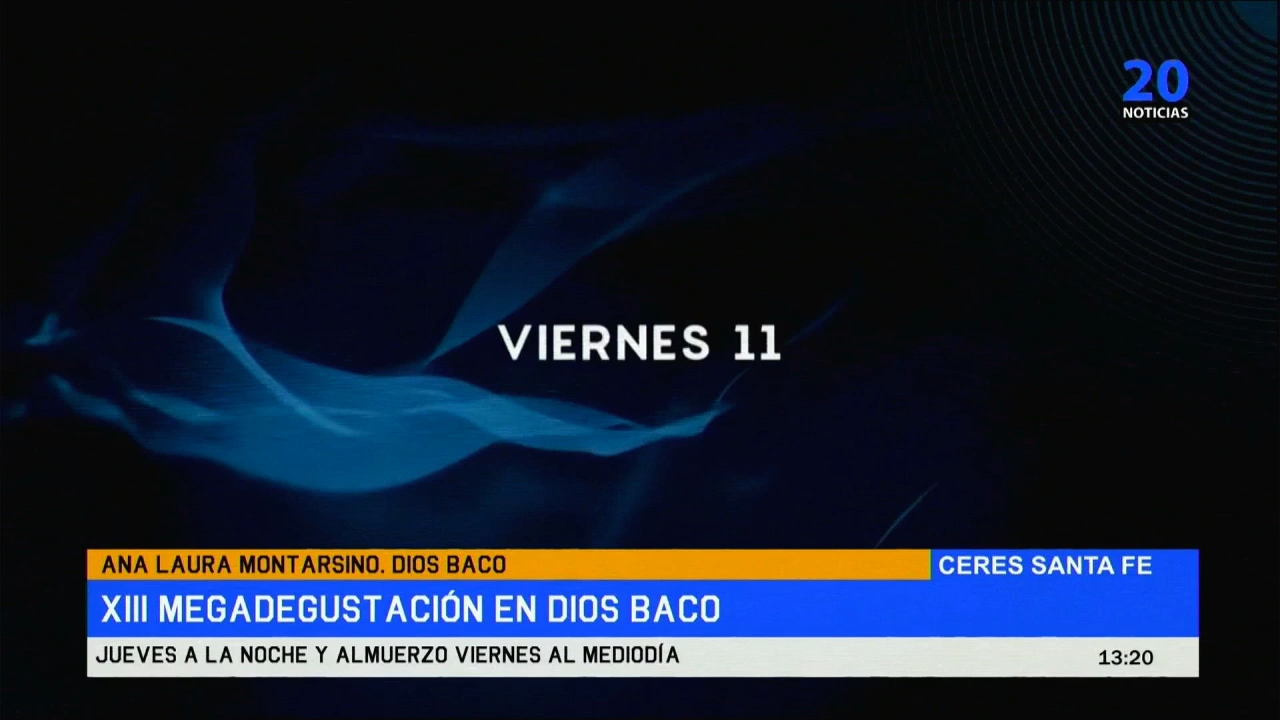 20
NOTICIAS
VIERNES 11
ANA LAURA MONTARSINO. DIOS BACO
CERES SANTA FE
XIII MEGADEGUSTACIÓN EN DIOS BACO
JUEVES A LA NOCHE Y ALMUERZO VIERNES AL MEDIODÍA
13:20